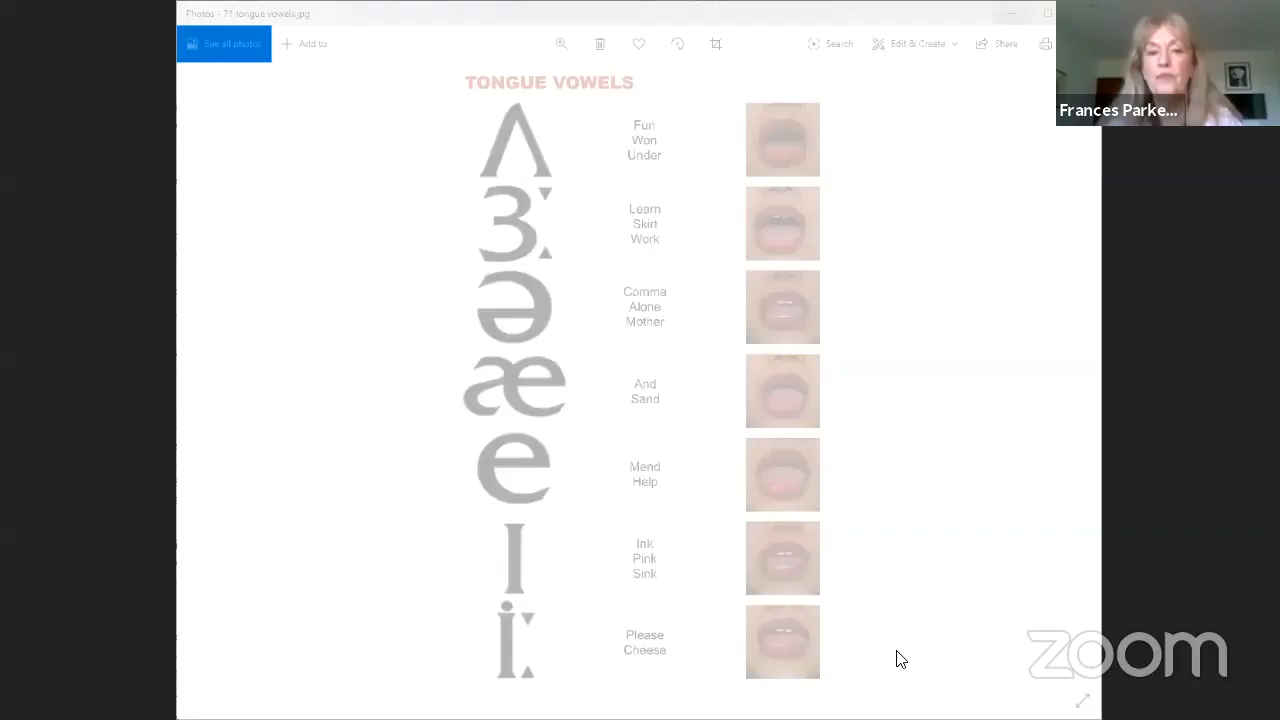 Photos - 71 tongue vowels.jpg
See all photos
Add to
Search
Edit & Create
Share
Frances Parke...
TONGUE VOWELS
ʌ
Fun
Won
Under
ɜː
Learn
Skirt
Work
ə
Comma
Alone
Mother
æ
And
Sand
e
Mend
Help
I
Ink
Pink
Sink
iː
Please
Cheese
zoom